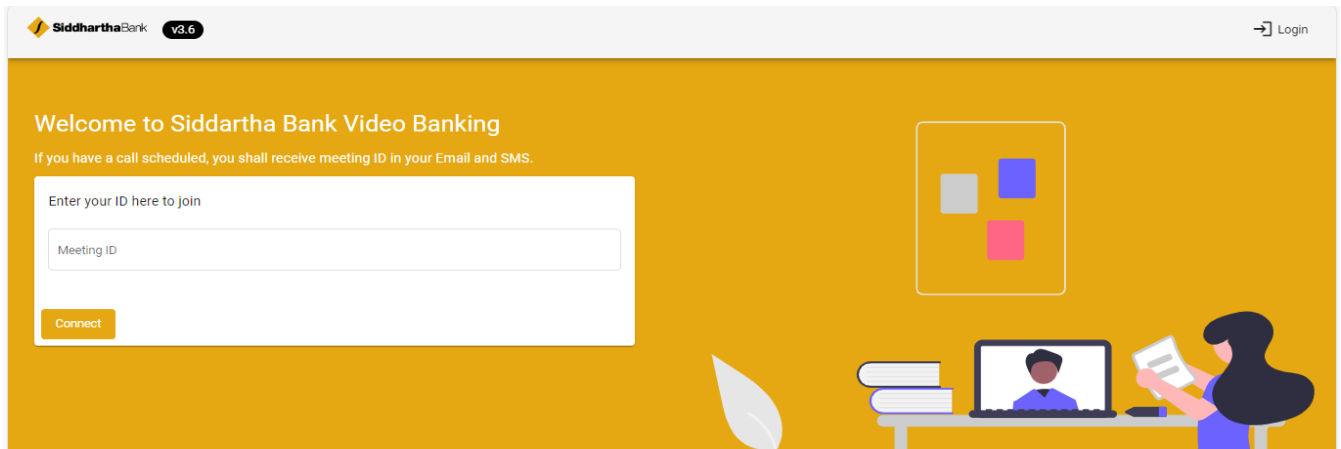 SiddharthaBank v3.6 Login
Welcome to Siddartha Bank Video Banking
If you have a call scheduled, you shall receive meeting ID in your Email and SMS.
Enter your ID here to join
Meeting ID
Connect